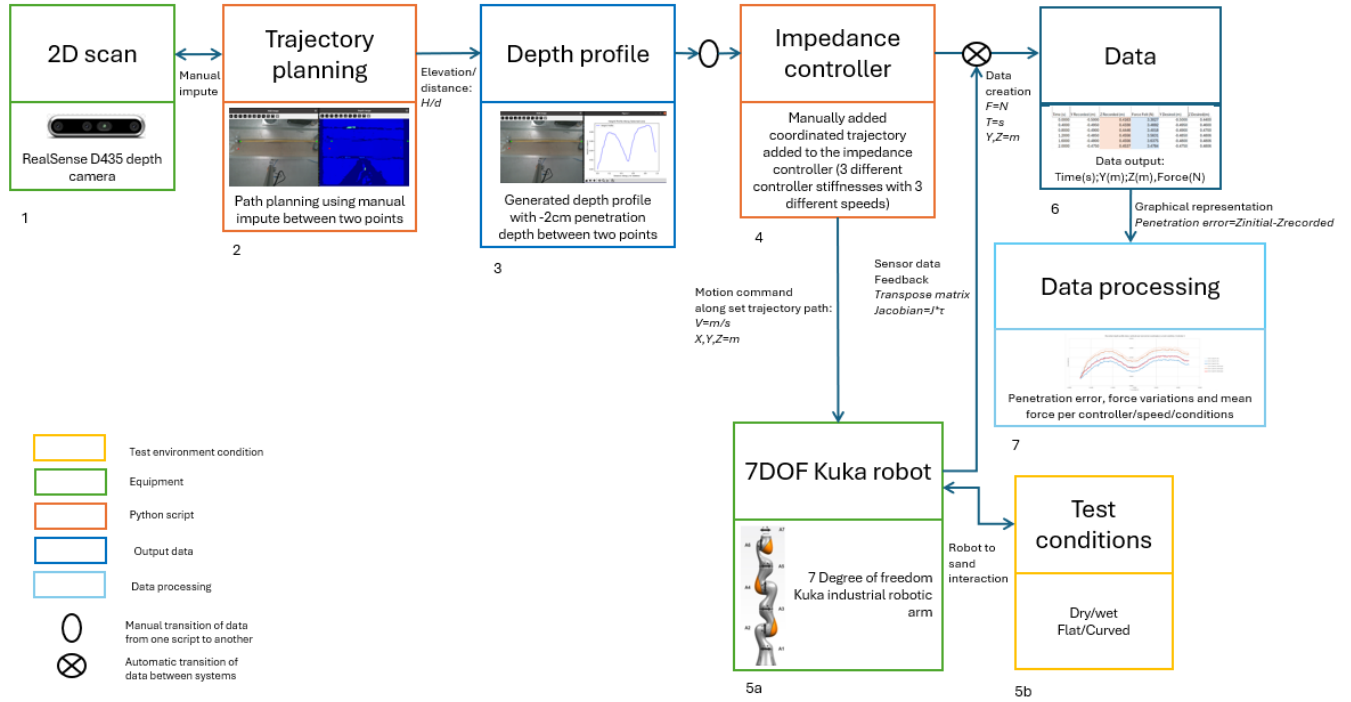 2D scan
RealSense D435 depth
camera
1
Manual
impute
Trajectory
planning
Path planning using manual
impute between two points
2
Elevation/
distance:
H/d
Depth profile
Generated depth profile
with -2cm penetration
depth between two points
3
Impedance
controller
Manually added
coordinated trajectory
added to the impedance
controller (3 different
controller stiffnesses with 3
different speeds)
4
Data
creation
F=N
T=s
Y,Z=m
Data
Data output:
Time(s);Y(m);Z(m),Force(N)
6
Graphical representation
Penetration error=Zinitial-Zrecorded
Data processing
Penetration error, force variations and mean
force per controller/speed/conditions
7
Motion command
along set trajectory path:
V=m/s
X,Y,Z=m
Sensor data
Feedback
Transpose matrix
Jacobian=J*τ
7DOF Kuka robot
7 Degree of freedom
Kuka industrial robotic
arm
5a
Robot to
sand
interaction
Test
conditions
Dry/wet
Flat/Curved
5b
Test environment condition
Equipment
Python script
Output data
Data processing
Manual transition of data
from one script to another
Automatic transition of
data between systems